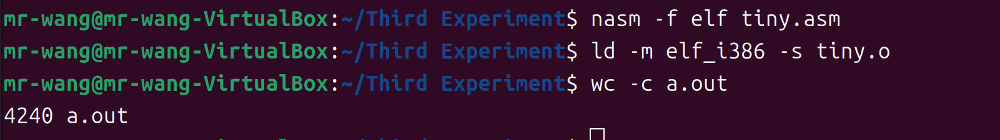 mr-wang@mr-wang-VirtualBox:~/Third Experiment$ nasm -f elf tiny.asm
mr-wang@mr-wang-VirtualBox:~/Third Experiment$ ld -m elf_i386 -s tiny.o
mr-wang@mr-wang-VirtualBox:~/Third Experiment$ wc -c a.out
4240 a.out